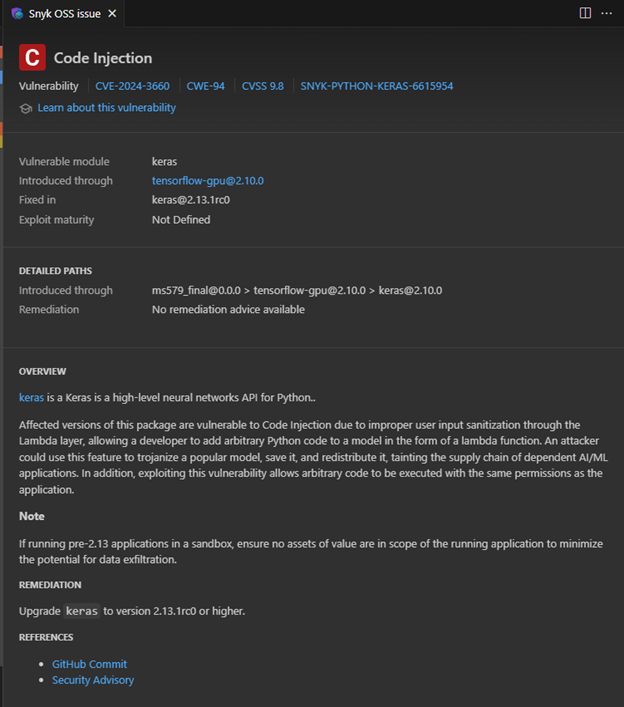 Snyk OSS issue
C Code Injection
Vulnerability CVE-2024-3660 CWE-94 CVSS 9.8 SNYK-PYTHON-KERAS-6615954
Learn about this vulnerability
Vulnerable module keras
Introduced through tensorflow-gpu@2.10.0
Fixed in keras@2.13.1rc0
Exploit maturity Not Defined
DETAILED PATHS
Introduced through ms579_final@0.0.0 > tensorflow-gpu@2.10.0 > keras@2.10.0
Remediation No remediation advice available
OVERVIEW
keras is a Keras is a high-level neural networks API for Python..
Affected versions of this package are vulnerable to Code Injection due to improper user input sanitization through the
Lambda layer, allowing a developer to add arbitrary Python code to a model in the form of a lambda function. An attacker
could use this feature to trojanize a popular model, save it, and redistribute it, tainting the supply chain of dependent AI/ML
applications. In addition, exploiting this vulnerability allows arbitrary code to be executed with the same permissions as the
application.
Note
If running pre-2.13 applications in a sandbox, ensure no assets of value are in scope of the running application to minimize
the potential for data exfiltration.
REMEDIATION
Upgrade keras to version 2.13.1rc0 or higher.
REFERENCES
• GitHub Commit
• Security Advisory